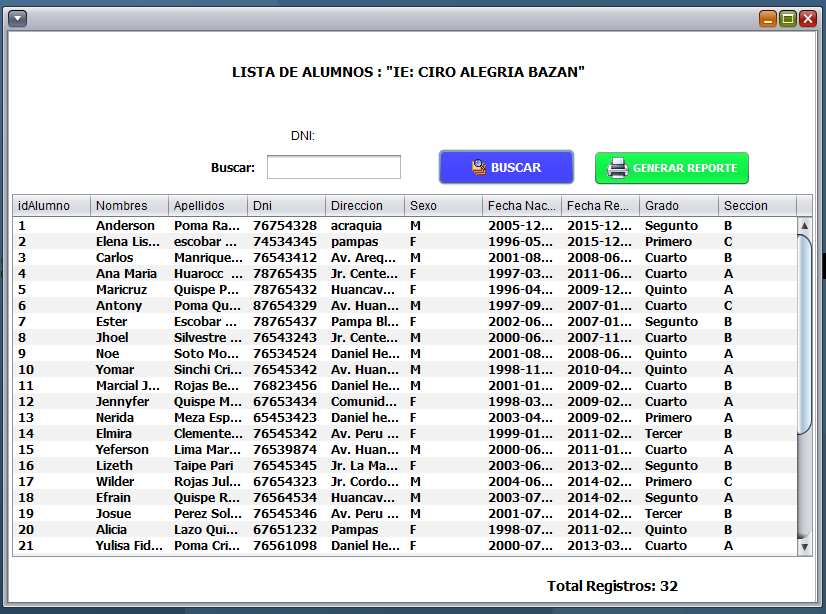 LISTA DE ALUMNOS : "IE: CIRO ALEGRIA BAZAN"
DNI:
Buscar: BUSCAR GENERAR REPORTE
idAlumno Nombres Apellidos Dni Direccion Sexo Fecha Nac... Fecha Re... Grado Seccion
1 Anderson Poma Ra... 76754328 acraquia M 2005-12... 2015-12... Segunto B
2 Elena Lis... escobar ... 74534345 pampas F 1996-05... 2015-12... Primero C
3 Carlos Manrique... 76543412 Av. Areq... M 2001-08... 2008-06... Cuarto B
4 Ana Maria Huarocc ... 78765435 Jr. Cente... F 1997-03... 2011-06... Cuarto A
5 Maricruz Quispe P... 78765432 Huancav... F 1996-04... 2009-12... Quinto A
6 Antony Poma Qu... 87654329 Av. Huan... M 1997-09... 2007-01... Cuarto C
7 Ester Escobar ... 78765437 Pampa Bl... F 2002-06... 2007-01... Segunto B
8 Jhoel Silvestre ... 76543243 Jr. Cente... M 2000-06... 2007-11... Cuarto B
9 Noe Soto Mo... 76534524 Daniel He... M 2001-08... 2008-06... Quinto A
10 Yomar Sinchi Cri... 76545342 Av. Huan... M 1998-11... 2010-04... Quinto A
11 Marcial J... Rojas Be... 76823456 Daniel He... M 2001-01... 2009-02... Cuarto B
12 Jennyfer Quispe M... 67653434 Comunid... F 1998-03... 2009-02... Cuarto A
13 Nerida Meza Esp... 65453423 Daniel he... F 2003-04... 2009-02... Primero A
14 Elmira Clemente... 76545342 Av. Peru ... F 1999-01... 2011-02... Tercer B
15 Yeferson Lima Mar... 76539874 Av. Huan... M 2000-06... 2011-01... Cuarto A
16 Lizeth Taipe Pari 76545345 Jr. La Ma... F 2003-06... 2013-02... Segunto B
17 Wilder Rojas Jul... 67654323 Jr. Cordo... M 2004-06... 2014-02... Primero C
18 Efrain Quispe R... 76564534 Huancav... M 2003-07... 2014-02... Segunto A
19 Josue Perez Sol... 76545346 Av. Peru ... M 2001-07... 2014-02... Tercer B
20 Alicia Lazo Qui... 67651232 Pampas F 1998-07... 2011-02... Quinto B
21 Yulisa Fid... Poma Cri... 76561098 Daniel He... F 2000-07... 2013-03... Cuarto A
Total Registros: 32